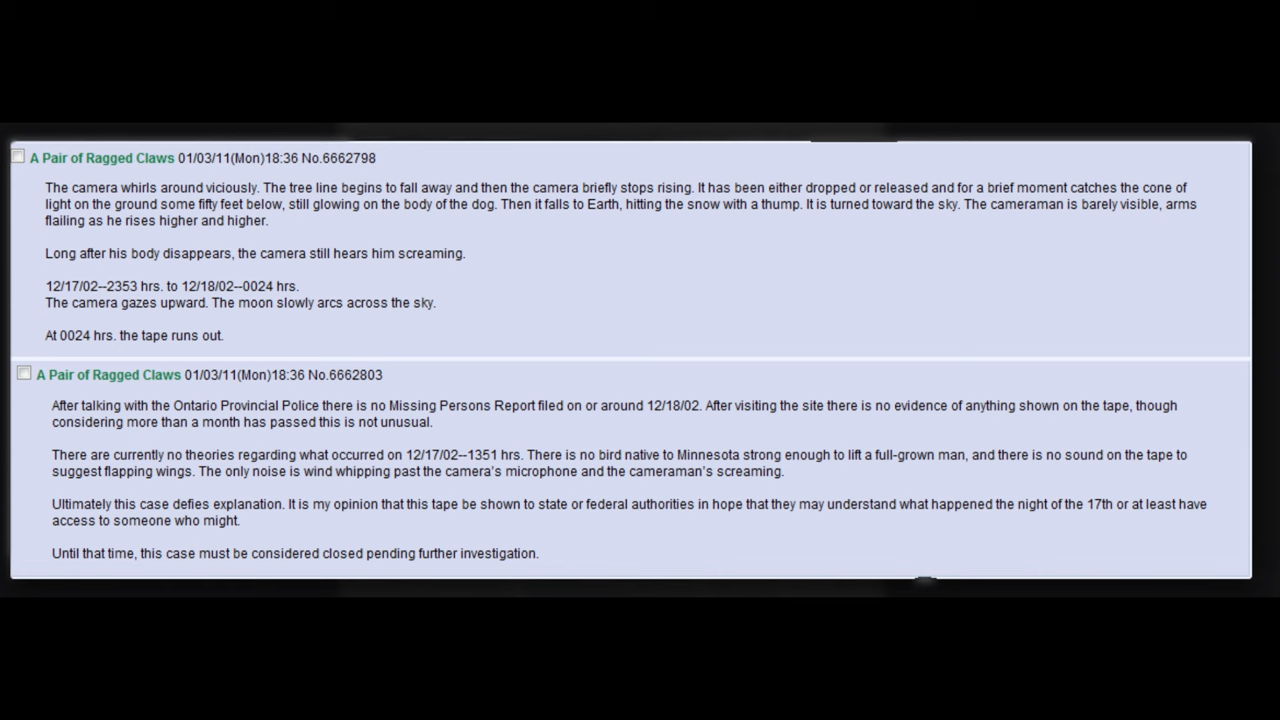 A Pair of Ragged Claws 01/03/11(Mon)18:36 No.6662798
The camera whirls around viciously. The tree line begins to fall away and then the camera briefly stops rising. It has been either dropped or released and for a brief moment catches the cone of
light on the ground some fifty feet below, still glowing on the body of the dog. Then it falls to Earth, hitting the snow with a thump. It is turned toward the sky. The cameraman is barely visible, arms
flailing as he rises higher and higher.
Long after his body disappears, the camera still hears him screaming.
12/17/02--2353 hrs. to 12/18/02--0024 hrs.
The camera gazes upward. The moon slowly arcs across the sky.
At 0024 hrs. the tape runs out.
A Pair of Ragged Claws 01/03/11(Mon)18:36 No.6662803
After talking with the Ontario Provincial Police there is no Missing Persons Report filed on or around 12/18/02. After visiting the site there is no evidence of anything shown on the tape, though
considering more than a month has passed this is not unusual.
There are currently no theories regarding what occurred on 12/17/02--1351 hrs. There is no bird native to Minnesota strong enough to lift a full-grown man, and there is no sound on the tape to
suggest flapping wings. The only noise is wind whipping past the camera's microphone and the cameraman's screaming.
Ultimately this case defies explanation. It is my opinion that this tape be shown to state or federal authorities in hope that they may understand what happened the night of the 17th or at least have
access to someone who might.
Until that time, this case must be considered closed pending further investigation.